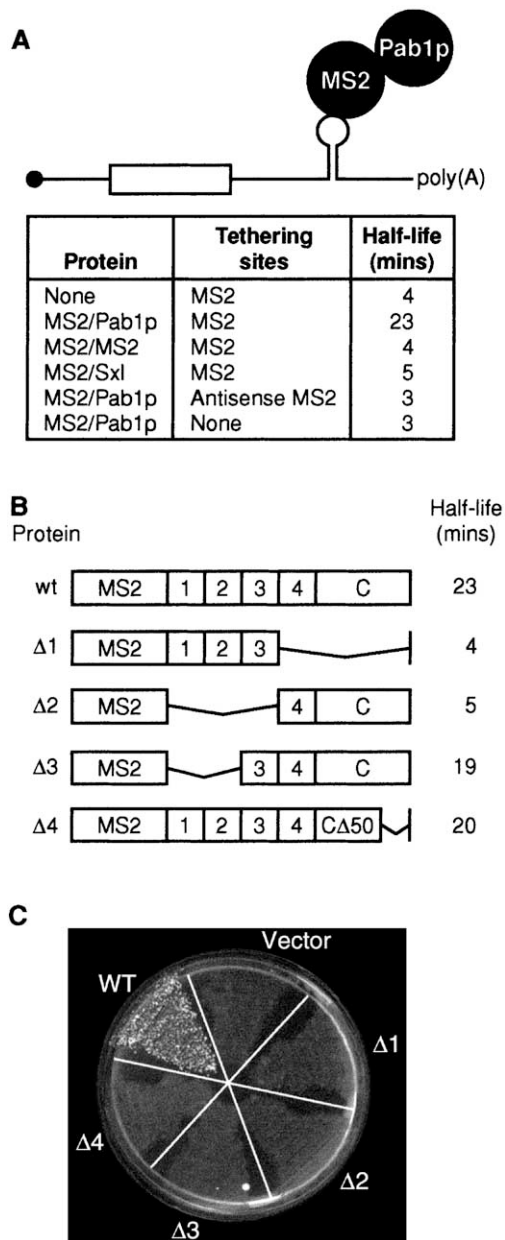 A
Pab1p
MS2
poly(A)
Protein Tethering sites Half-life (mins)
None MS2 4
MS2/Pab1p MS2 23
MS2/MS2 MS2 4
MS2/Sxl MS2 5
MS2/Pab1p Antisense MS2 3
MS2/Pab1p None 3
B
Protein Half-life (mins)
wt MS2 1 2 3 4 C 23
Δ1 MS2 1 2 3 4
Δ2 MS2 4 C 5
Δ3 MS2 3 4 C 19
Δ4 MS2 1 2 3 4 CΔ50 20
C
Vector
WT
Δ1
Δ4
Δ2
Δ3